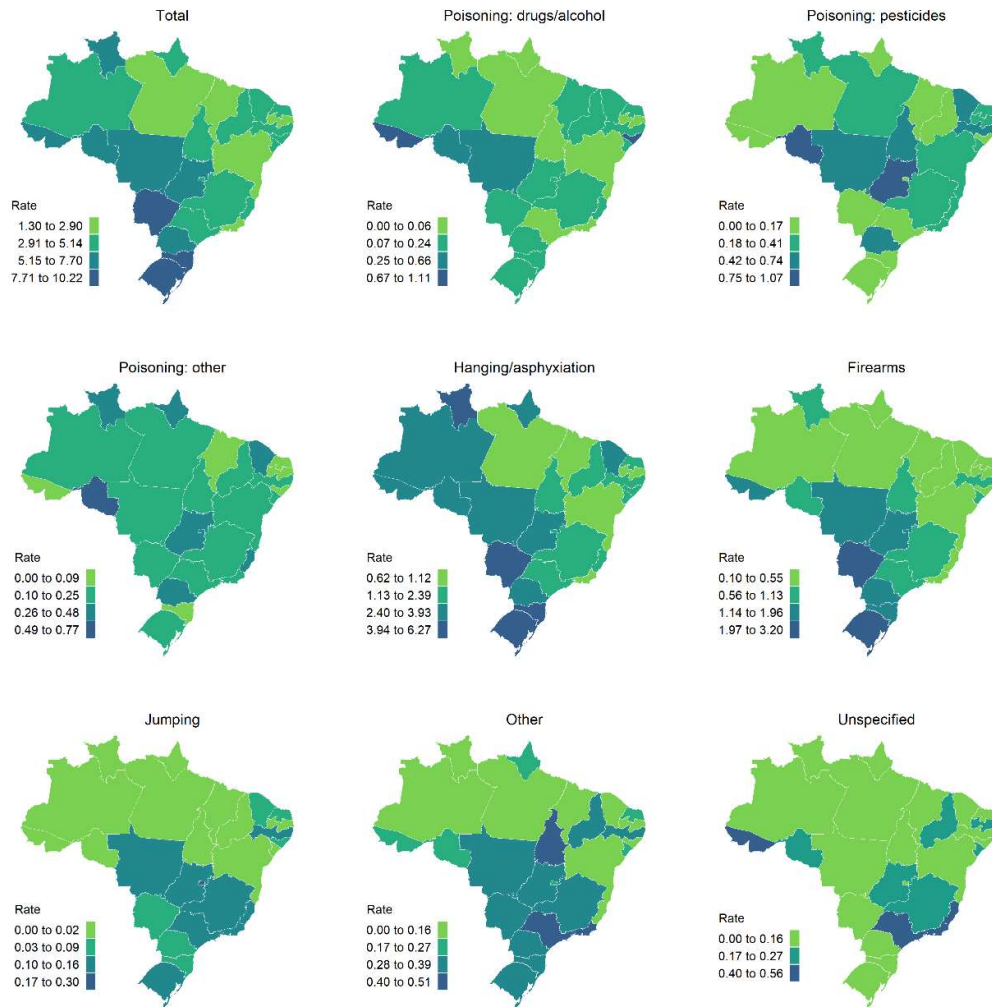 Total
Rate
1.30 to 2.90
2.91 to 5.14
5.15 to 7.70
7.71 to 10.22
Poisoning: drugs/alcohol
Rate
0.00 to 0.06
0.07 to 0.24
0.25 to 0.66
0.67 to 1.11
Poisoning: pesticides
Rate
0.00 to 0.17
0.18 to 0.41
0.42 to 0.74
0.75 to 1.07
Poisoning: other
Rate
0.00 to 0.09
0.10 to 0.25
0.26 to 0.48
0.49 to 0.77
Hanging/asphyxiation
Rate
0.62 to 1.12
1.13 to 2.39
2.40 to 3.93
3.94 to 6.27
Firearms
Rate
0.10 to 0.55
0.56 to 1.13
1.14 to 1.96
1.97 to 3.20
Jumping
Rate
0.00 to 0.02
0.03 to 0.09
0.10 to 0.16
0.17 to 0.30
Other
Rate
0.00 to 0.16
0.17 to 0.27
0.28 to 0.39
0.40 to 0.51
Unspecified
Rate
0.00 to 0.16
0.17 to 0.27
0.40 to 0.56